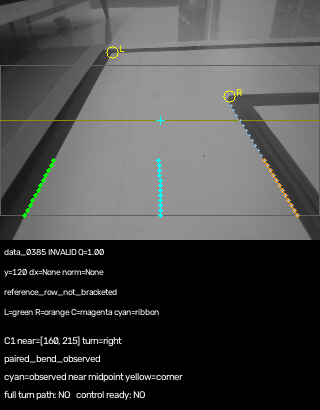 L
R
data_0385 INVALID Q=1.00
y=120 dx=None norm=None
reference_row_not_bracketed
L=green R=orange C=magenta cyan=ribbon
C1 near=[160, 215] turn=right
paired_bend_observed
cyan=observed near midpoint yellow=corner
full turn path: NO control ready: NO